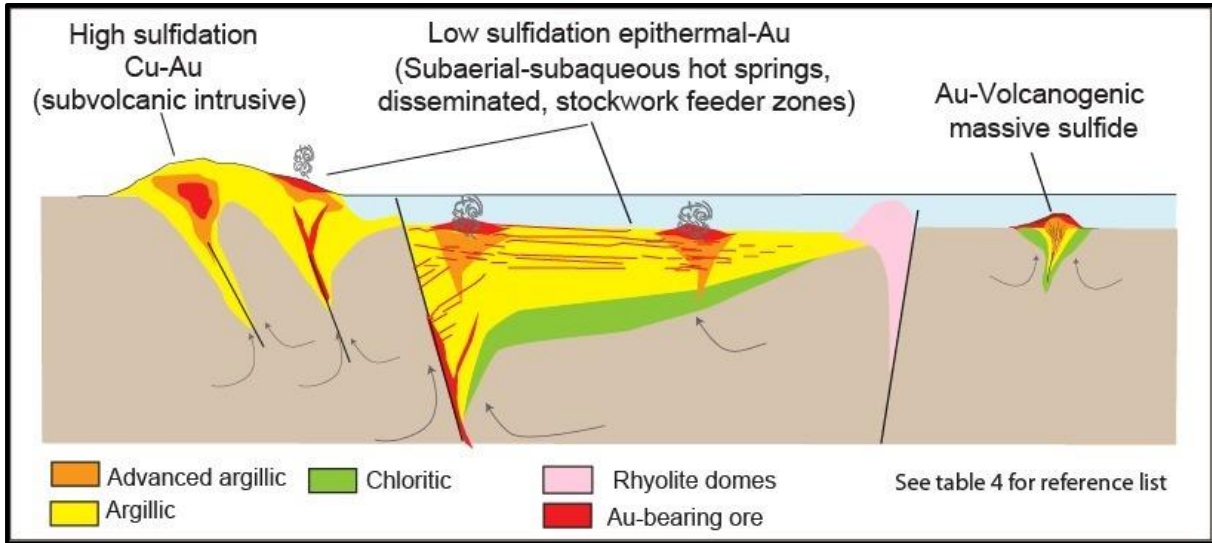 High sulfidation
Cu-Au
(subvolcanic intrusive)
Low sulfidation epithermal-Au
(Subaerial-subaqueous hot springs,
disseminated, stockwork feeder zones)
Au-Volcanogenic
massive sulfide
Advanced argillic
Argillic
Chloritic
Rhyolite domes
Au-bearing ore
See table 4 for reference list